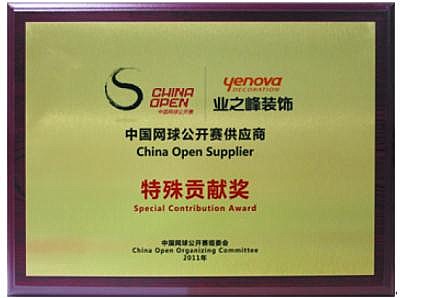 CHINA
OPEN
中国网球公开赛
yenova
DECORATION
业之峰装饰
中国网球公开赛供应商
China Open Supplier
特殊贡献奖
Special Contribution Award
中国网球公开赛组委会
China Open Organizing Committee
2011年